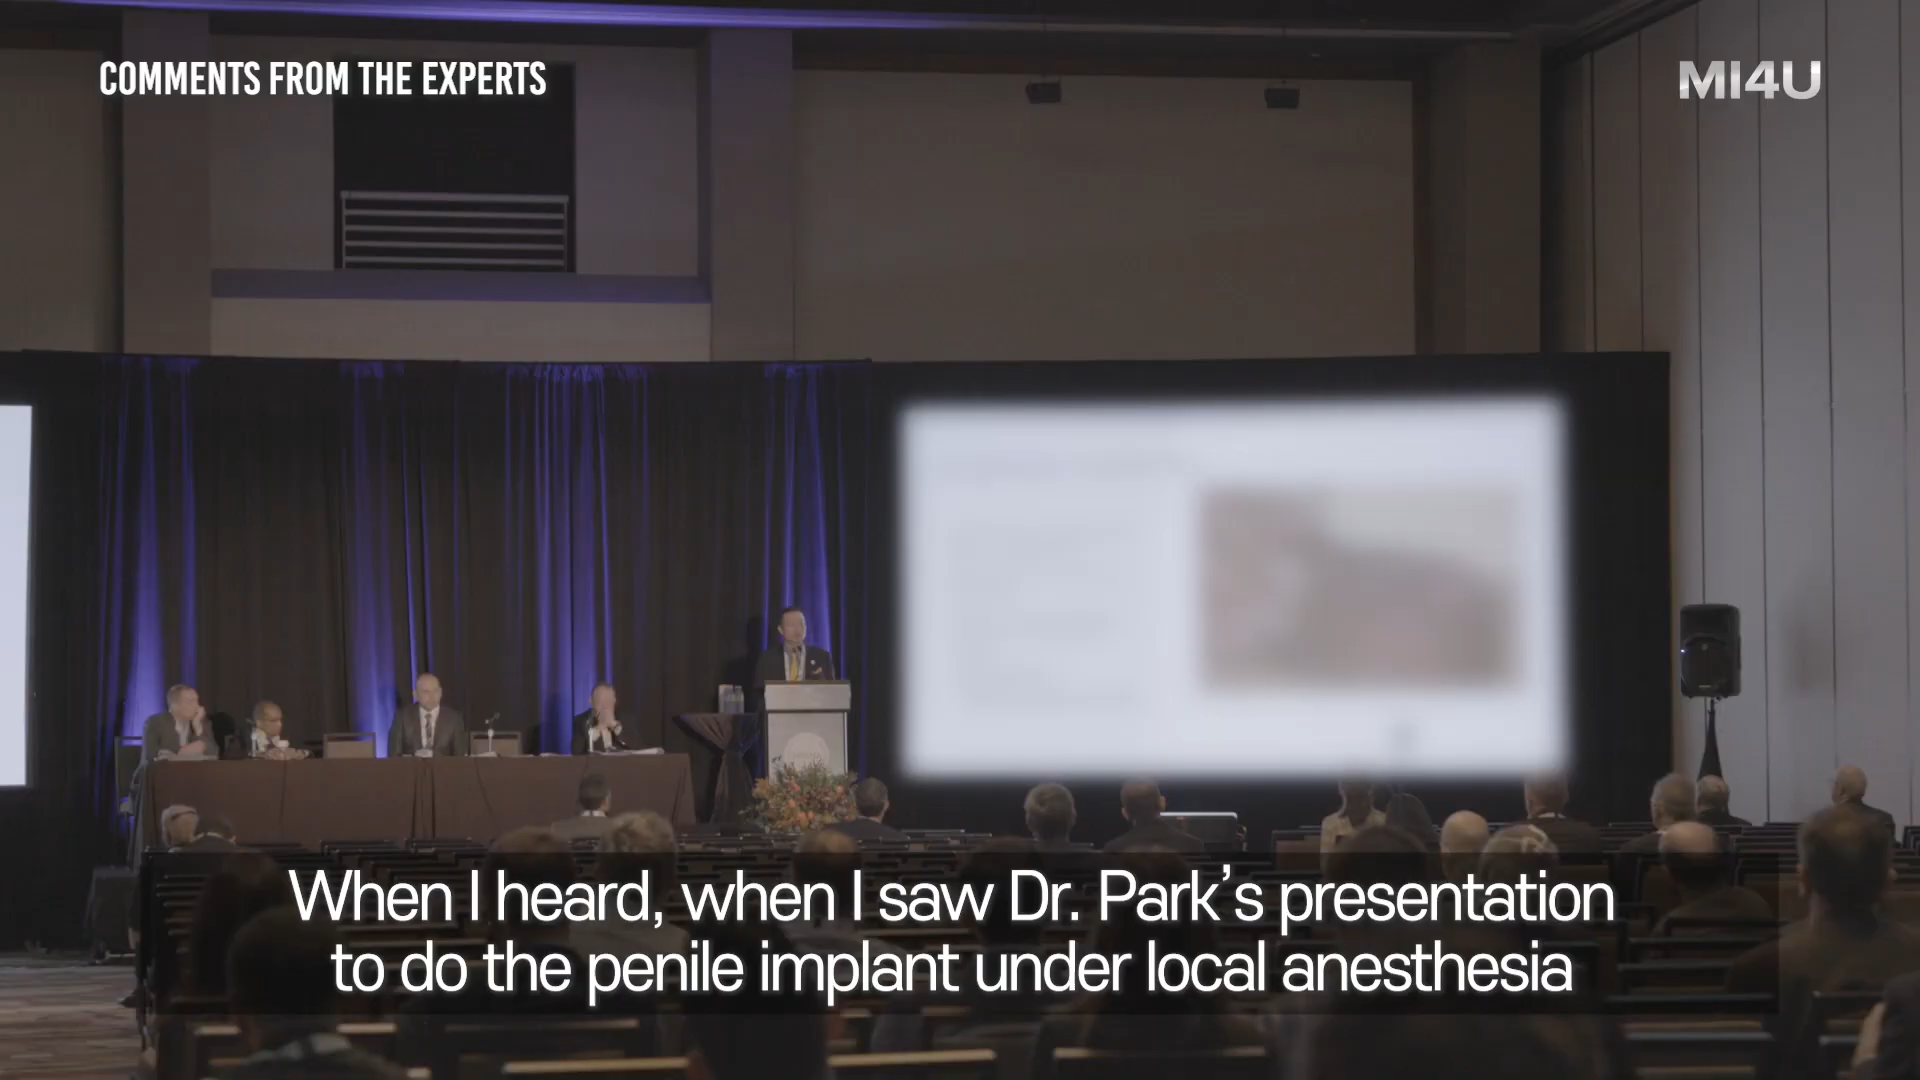 COMMENTS FROM THE EXPERTS
MI4U
When I heard, when I saw Dr. Park's presentation
to do the penile implant under local anesthesia